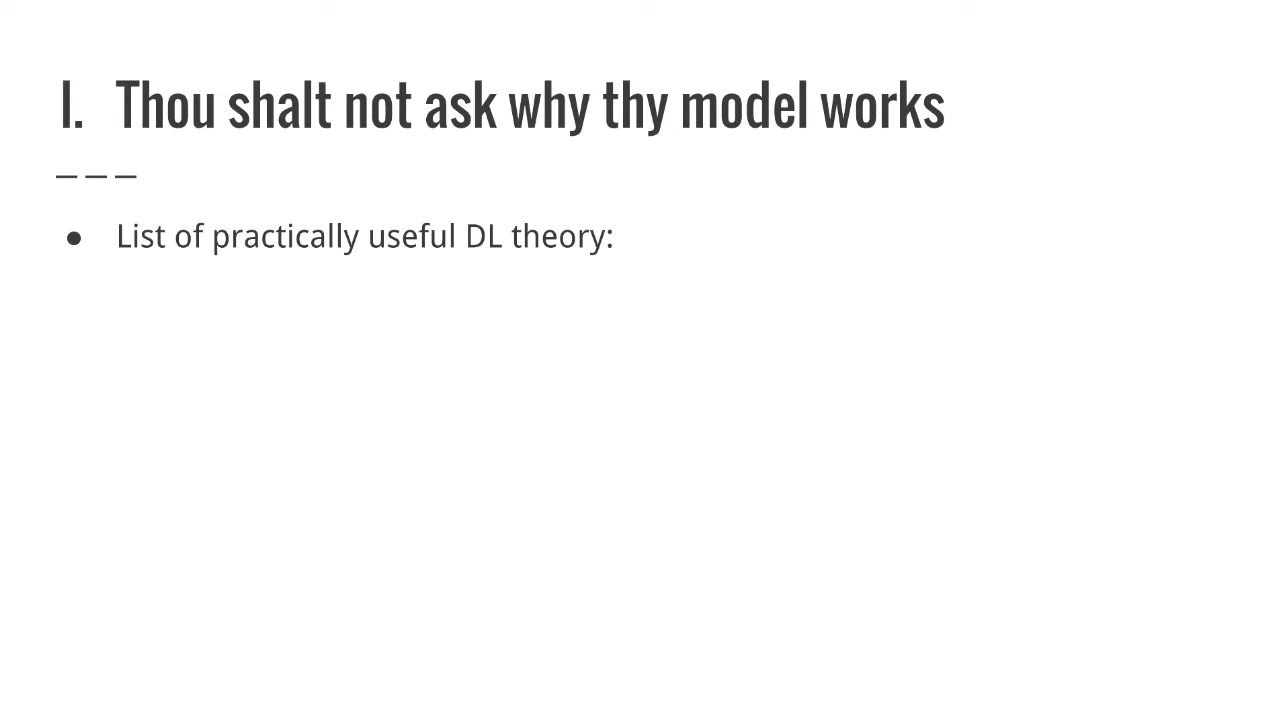 I. Thou shalt not ask why thy model works
● List of practically useful DL theory: